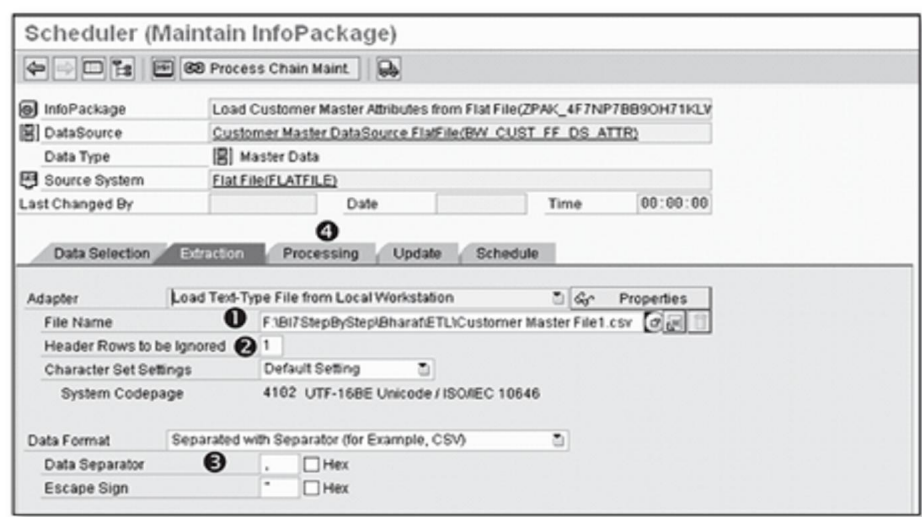 Scheduler (Maintain InfoPackage)
Process Chain Maint.
InfoPackage Load Customer Master Attributes from Flat File(ZPAK_4F7NP7BB9OH71KLV
DataSource Customer Master DataSource FlatFile(BW_CUST_FF_DS_ATTR)
Data Type Master Data
Source System Flat File(FLATFILE)
Last Changed By Date Time 00:00:00
❹
Data Selection Extraction Processing Update Schedule
Adapter Load Text-Type File from Local Workstation Properties
File Name ❶ F:\BI7StepByStep\Bharat\ETL\Customer Master File1.csv
Header Rows to be Ignored ❷ 1
Character Set Settings Default Setting
System Codepage 4102 UTF-16BE Unicode / ISO/IEC 10646
Data Format Separated with Separator (for Example, CSV)
Data Separator ❸ , Hex
Escape Sign " Hex